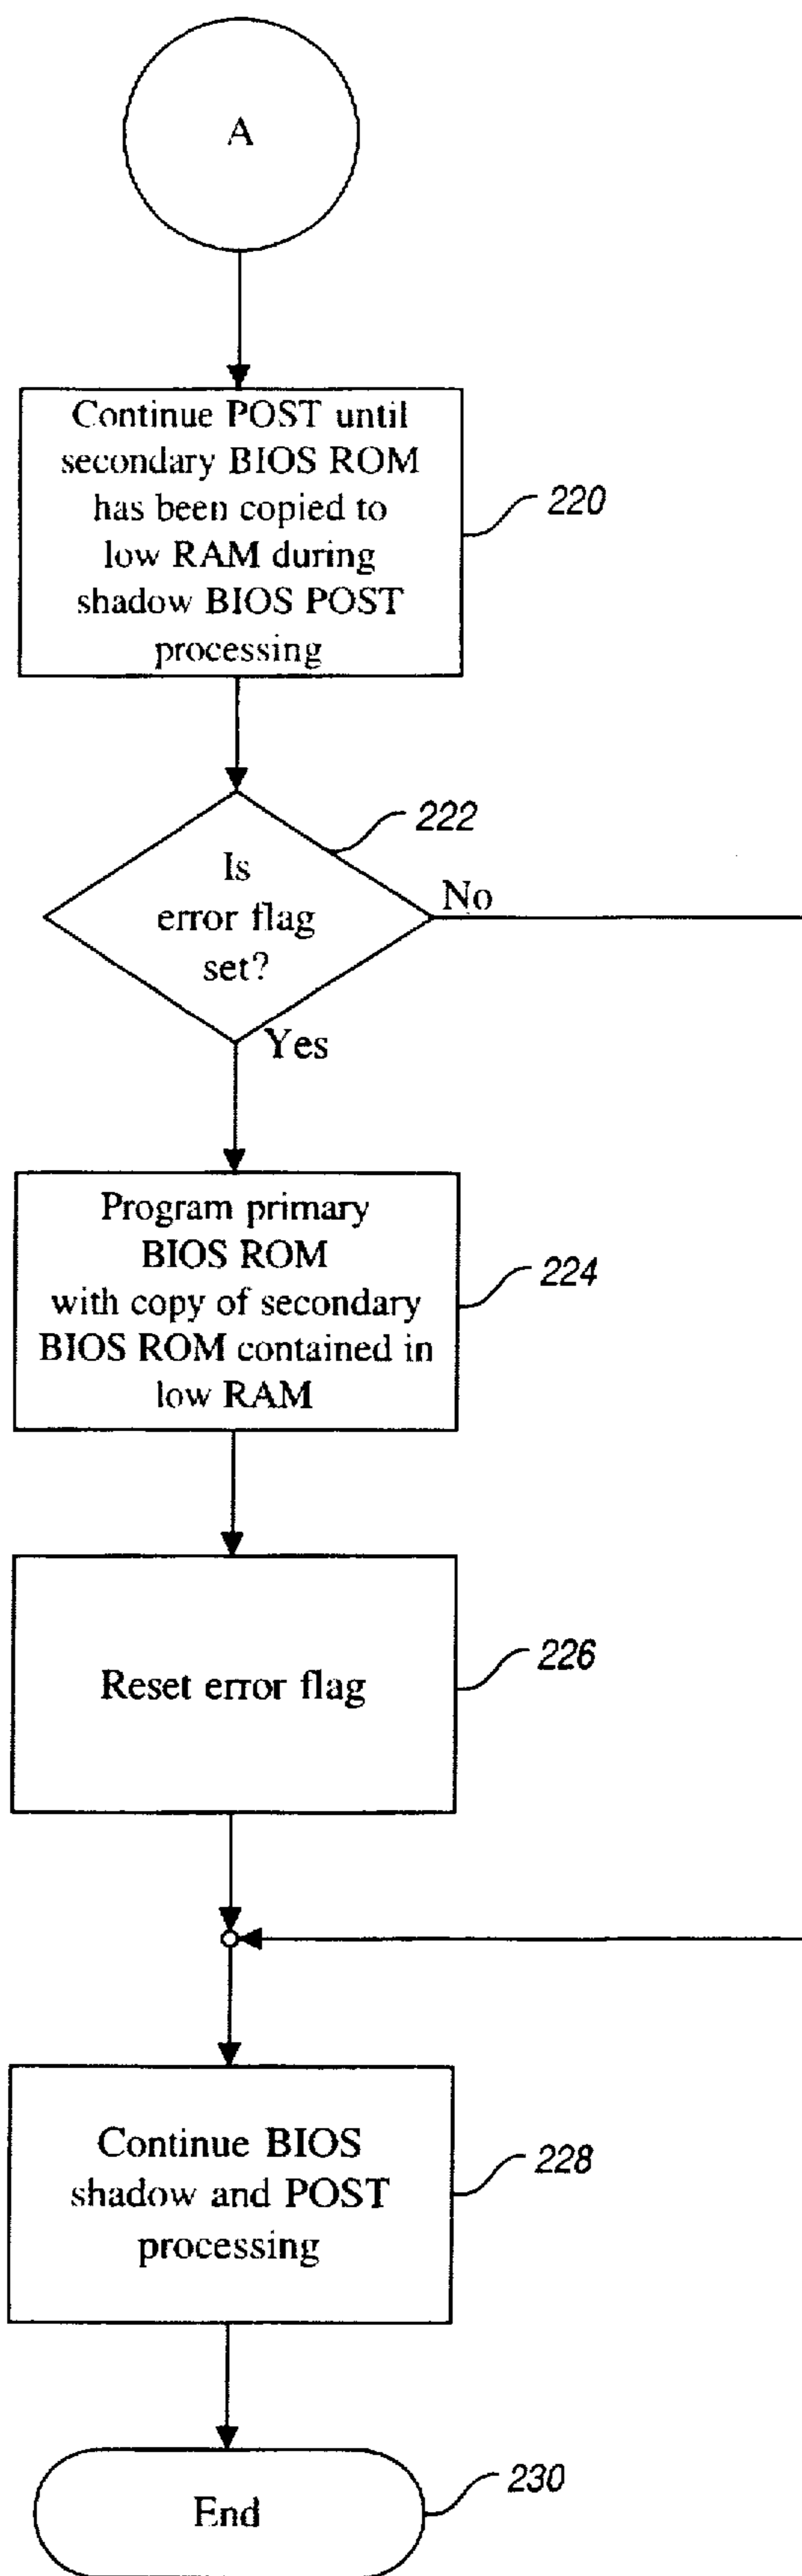 A
Continue POST until
secondary BIOS ROM
has been copied to
low RAM during
shadow BIOS POST
processing
220
222
Is
error flag
set?
No
Yes
Program primary
BIOS ROM
with copy of secondary
BIOS ROM contained in
low RAM
224
Reset error flag
226
Continue BIOS
shadow and POST
processing
228
End
230